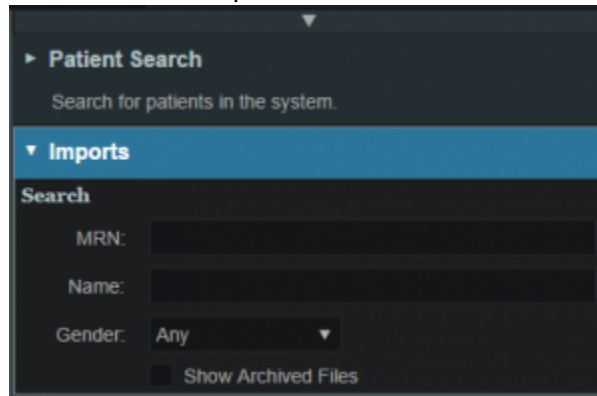 Patient Search
Search for patients in the system.
Imports
Search
MRN:
Name:
Gender: Any
Show Archived Files